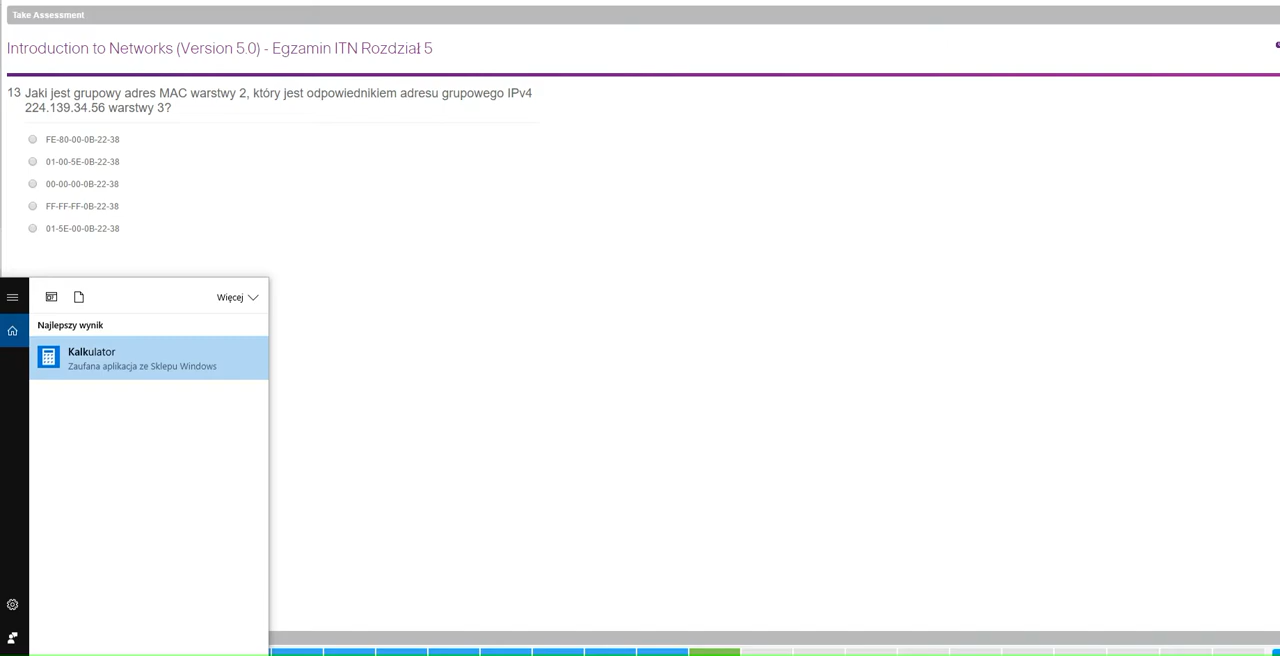 Take Assessment
Introduction to Networks (Version 5.0) - Egzamin ITN Rozdział 5
13 Jaki jest grupowy adres MAC warstwy 2, który jest odpowiednikiem adresu grupowego IPv4
224.139.34.56 warstwy 3?
FE-80-00-0B-22-38
01-00-5E-0B-22-38
00-00-00-0B-22-38
FF-FF-FF-0B-22-38
01-5E-00-0B-22-38
Więcej
Najlepszy wynik
Kalkulator
Zaufana aplikacja ze Sklepu Windows